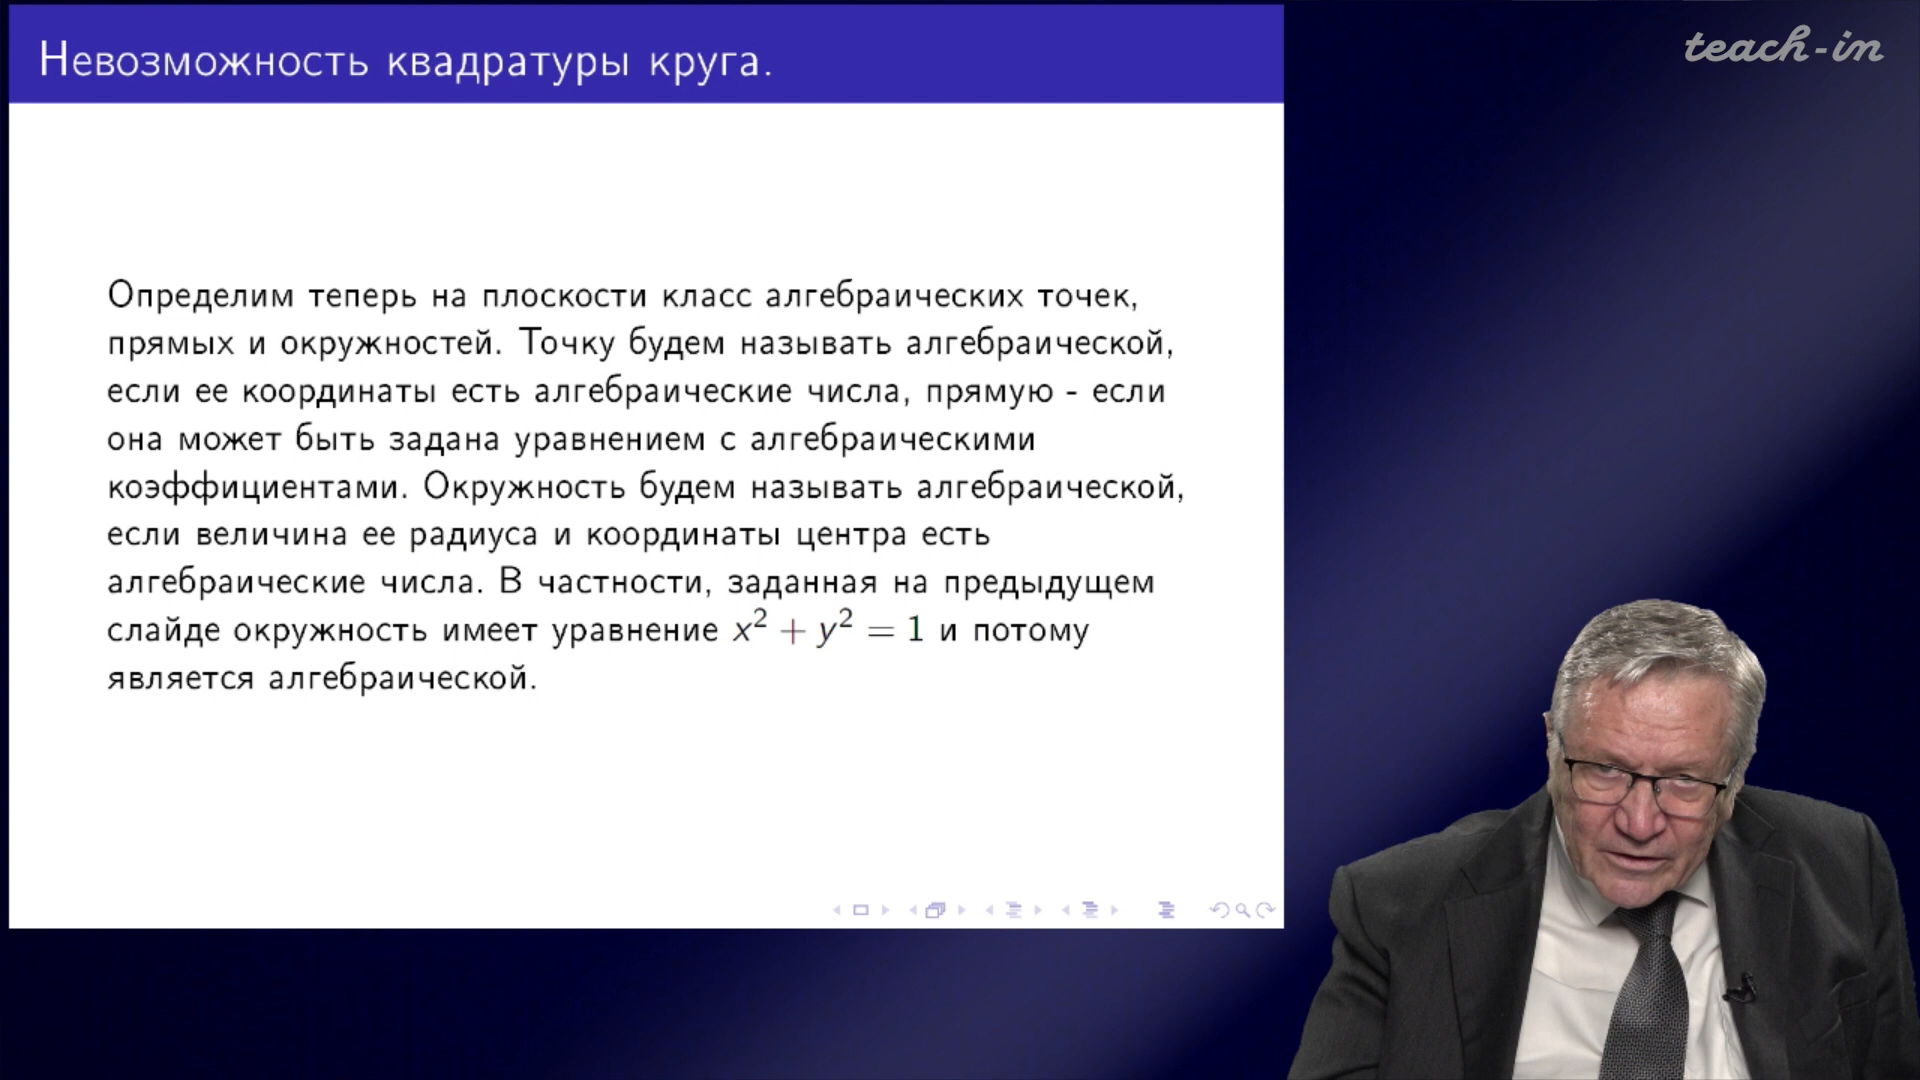 Невозможность квадратуры круга.
teach-in
Определим теперь на плоскости класс алгебраических точек,
прямых и окружностей. Точку будем называть алгебраической,
если ее координаты есть алгебраические числа, прямую - если
она может быть задана уравнением с алгебраическими
коэффициентами. Окружность будем называть алгебраической,
если величина ее радиуса и координаты центра есть
алгебраические числа. В частности, заданная на предыдущем
слайде окружность имеет уравнение x² + y² = 1 и потому
является алгебраической.